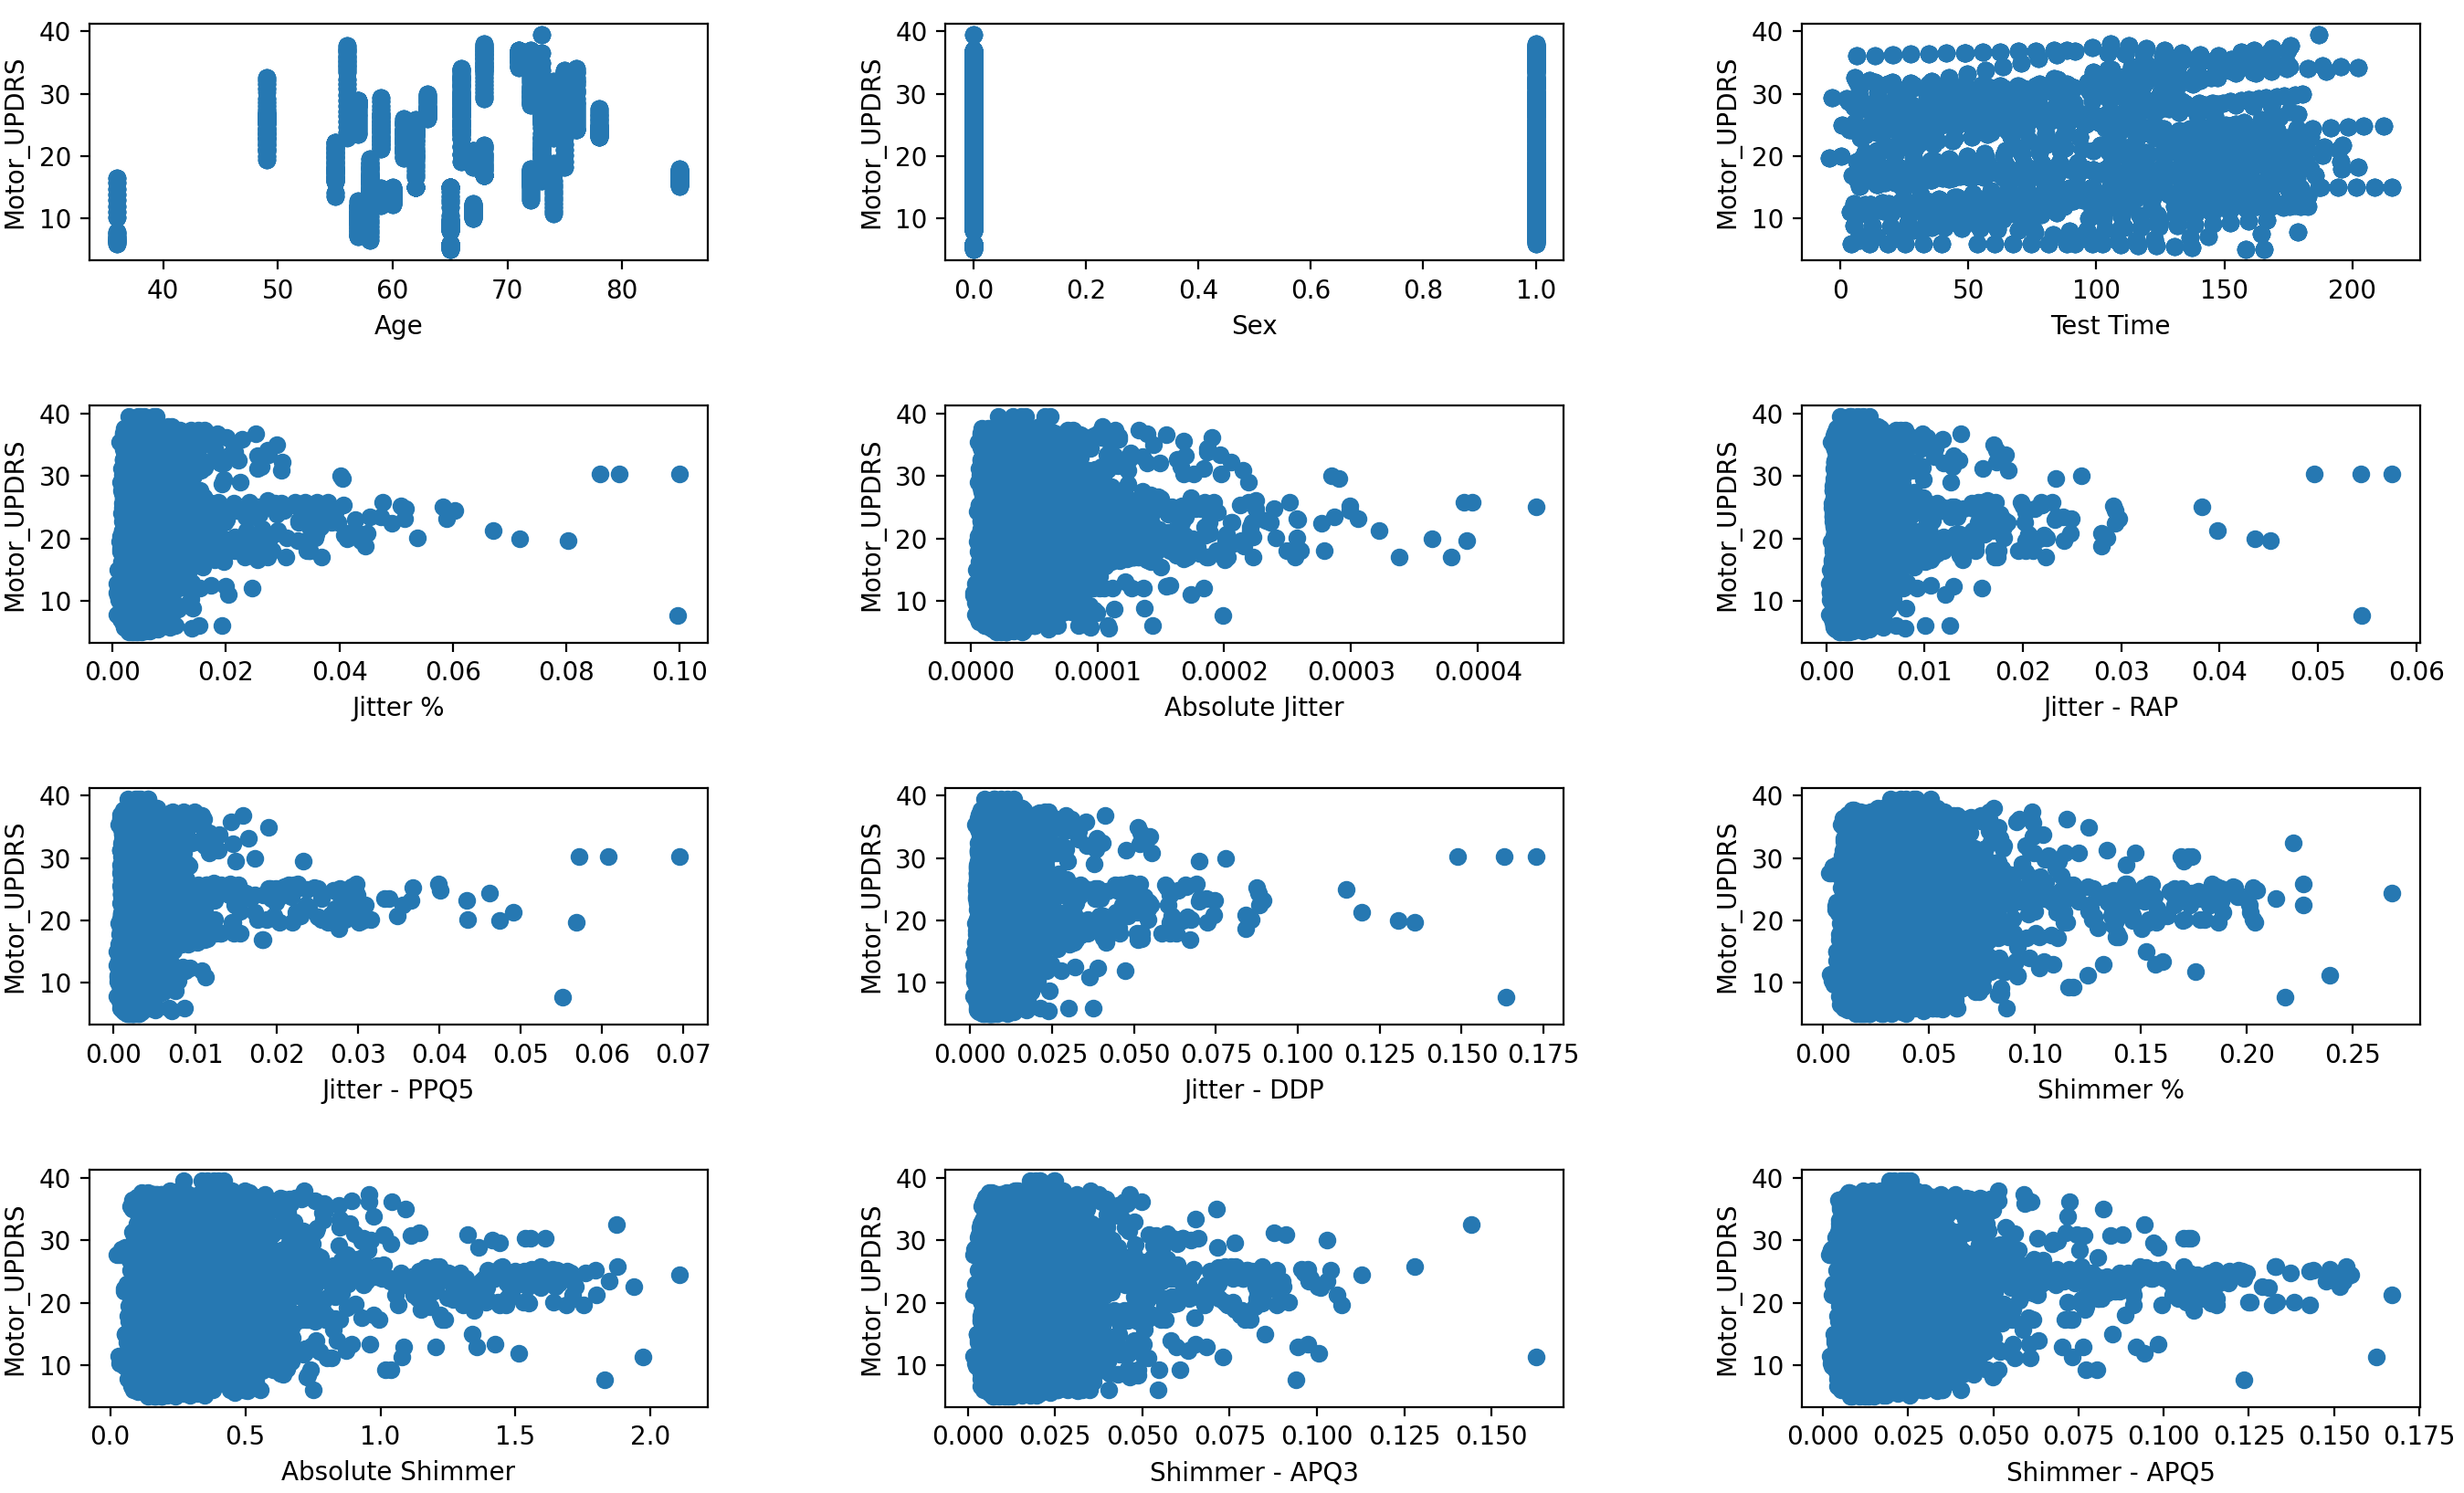 40
30
20
10
Motor_UPDRS
40 50 60 70 80
Age
40
30
20
10
Motor_UPDRS
0.0 0.2 0.4 0.6 0.8 1.0
Sex
40
30
20
10
Motor_UPDRS
0 50 100 150 200
Test Time
40
30
20
10
Motor_UPDRS
0.00 0.02 0.04 0.06 0.08 0.10
Jitter %
40
30
20
10
Motor_UPDRS
0.0000 0.0001 0.0002 0.0003 0.0004
Absolute Jitter
40
30
20
10
Motor_UPDRS
0.00 0.01 0.02 0.03 0.04 0.05 0.06
Jitter - RAP
40
30
20
10
Motor_UPDRS
0.00 0.01 0.02 0.03 0.04 0.05 0.06 0.07
Jitter - PPQ5
40
30
20
10
Motor_UPDRS
0.000 0.025 0.050 0.075 0.100 0.125 0.150 0.175
Jitter - DDP
40
30
20
10
Motor_UPDRS
0.00 0.05 0.10 0.15 0.20 0.25
Shimmer %
40
30
20
10
Motor_UPDRS
0.0 0.5 1.0 1.5 2.0
Absolute Shimmer
40
30
20
10
Motor_UPDRS
0.000 0.025 0.050 0.075 0.100 0.125 0.150
Shimmer - APQ3
40
30
20
10
Motor_UPDRS
0.000 0.025 0.050 0.075 0.100 0.125 0.150 0.175
Shimmer - APQ5